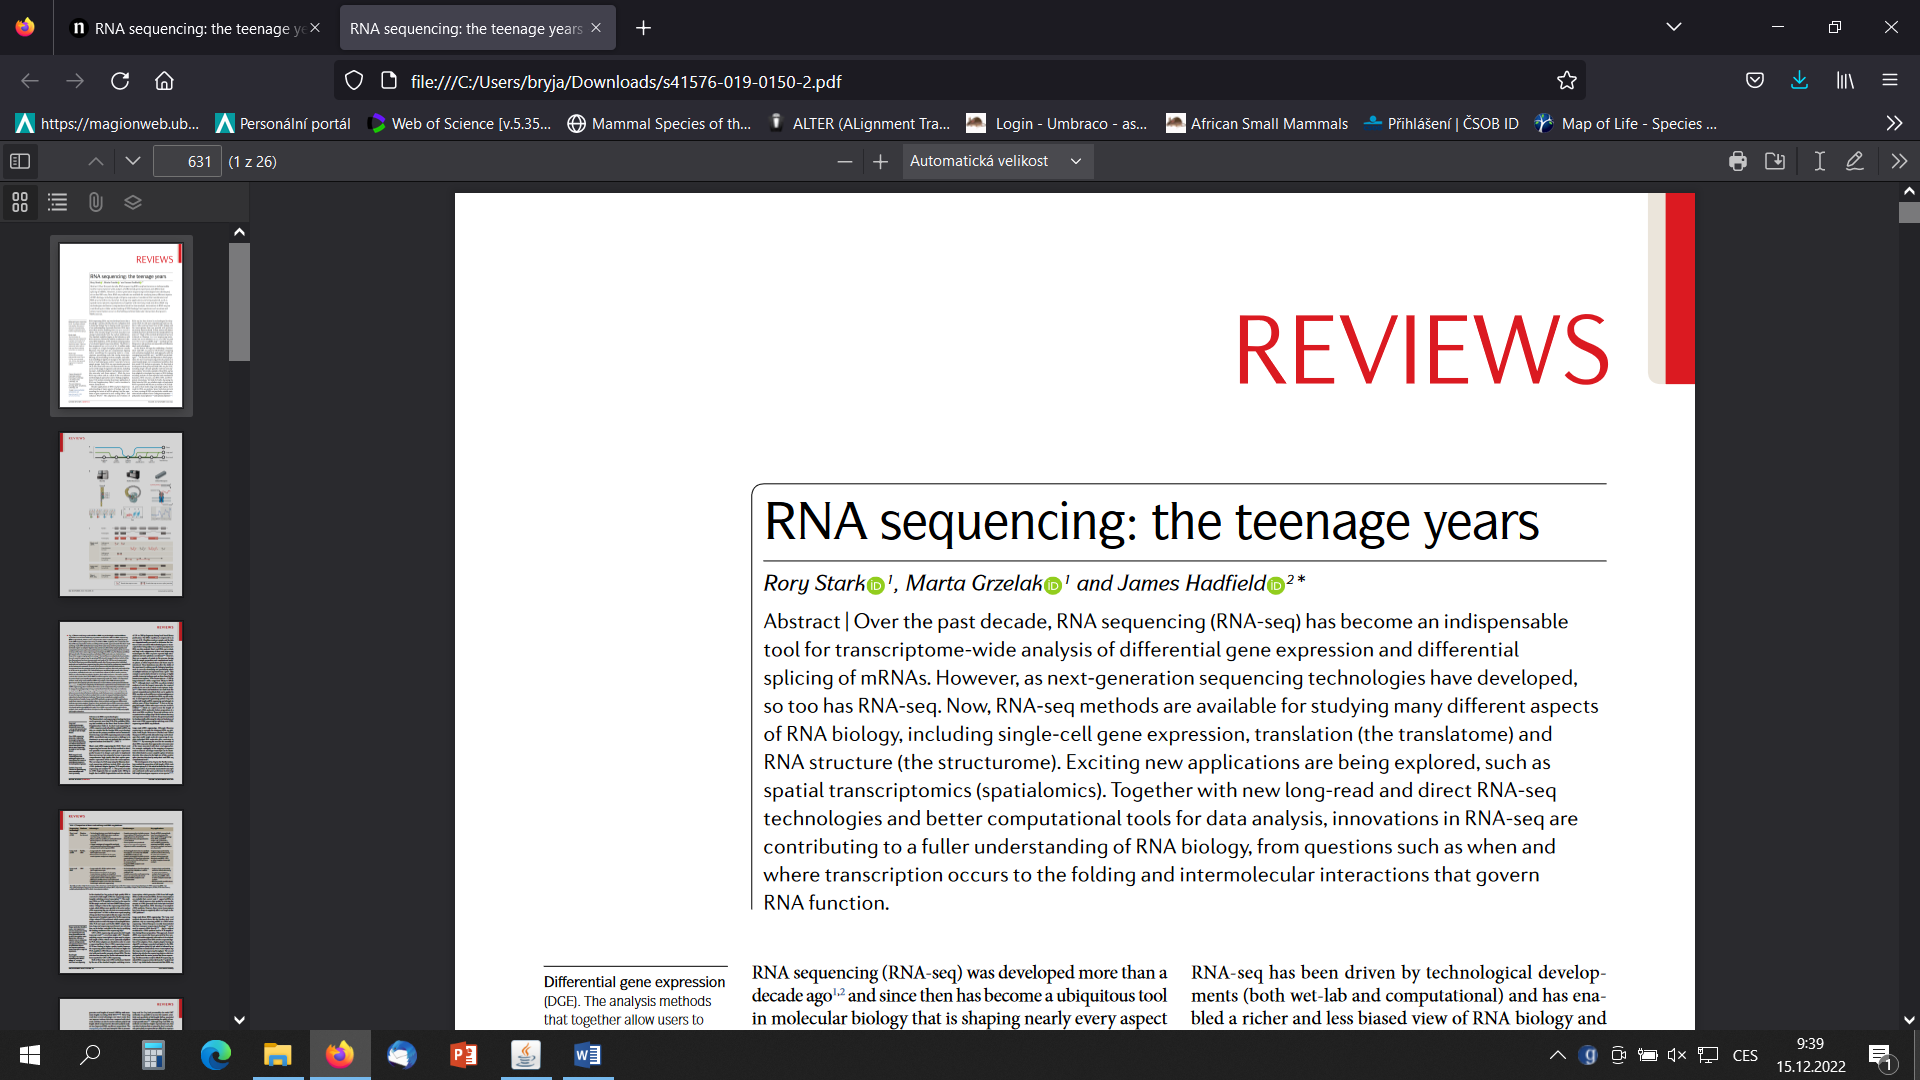 RNA sequencing: the teenage ye
RNA sequencing: the teenage years
file:///C:/Users/bryja/Downloads/s41576-019-0150-2.pdf
https://magionweb.ub...
Personální portál
Web of Science [v.5.35...
Mammal Species of th...
ALTER (ALignment Tra...
Login - Umbraco - as...
African Small Mammals
Přihlášení | ČSOB ID
Map of Life - Species ...
631 (1 z 26)
Automatická velikost
REVIEWS
RNA sequencing: the teenage years
REVIEWS
RNA sequencing: the teenage years
Rory Stark iD 1, Marta Grzelak iD 1 and James Hadfield iD 2*
Abstract | Over the past decade, RNA sequencing (RNA-seq) has become an indispensable
tool for transcriptome-wide analysis of differential gene expression and differential
splicing of mRNAs. However, as next-generation sequencing technologies have developed,
so too has RNA-seq. Now, RNA-seq methods are available for studying many different aspects
of RNA biology, including single-cell gene expression, translation (the translatome) and
RNA structure (the structurome). Exciting new applications are being explored, such as
spatial transcriptomics (spatialomics). Together with new long-read and direct RNA-seq
technologies and better computational tools for data analysis, innovations in RNA-seq are
contributing to a fuller understanding of RNA biology, from questions such as when and
where transcription occurs to the folding and intermolecular interactions that govern
RNA function.
Differential gene expression
(DGE). The analysis methods
that together allow users to
RNA sequencing (RNA-seq) was developed more than a
decade ago1,2 and since then has become a ubiquitous tool
in molecular biology that is shaping nearly every aspect
RNA-seq has been driven by technological develop-
ments (both wet-lab and computational) and has ena-
bled a richer and less biased view of RNA biology and
CES
9:39
15.12.2022
1